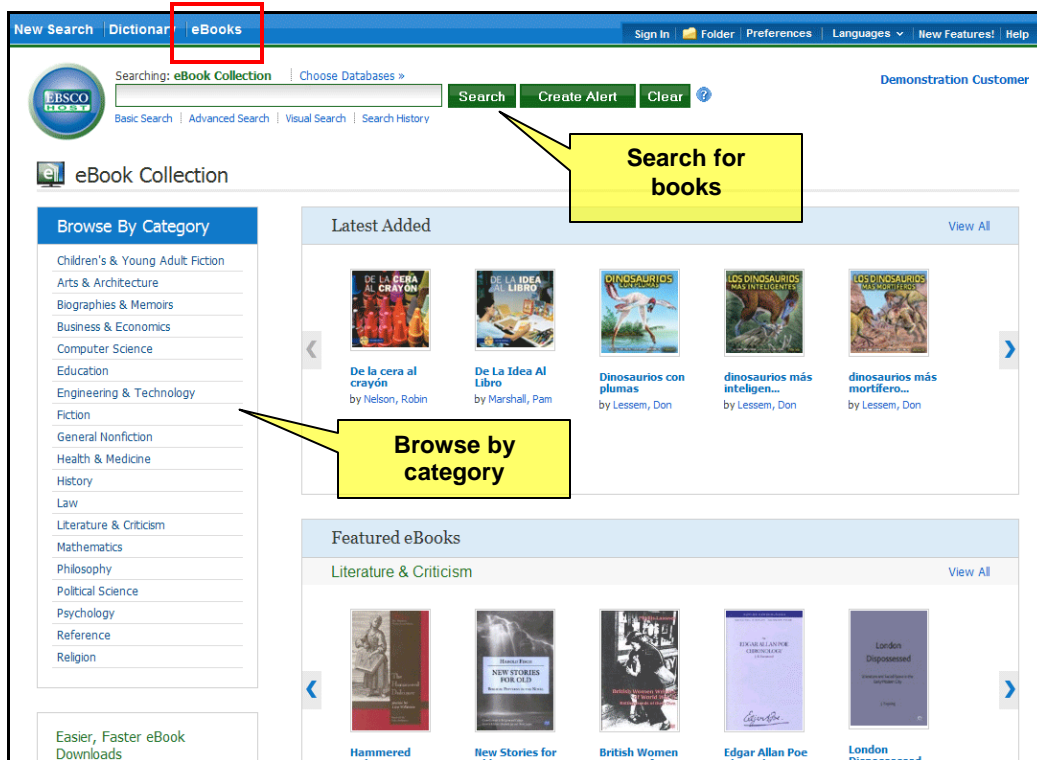 New Search Dictionary eBooks
Sign In Folder Preferences Languages New Features! Help
Searching: eBook Collection Choose Databases »
Demonstration Customer
EBSCO
HOST
Search Create Alert Clear ?
Basic Search Advanced Search Visual Search Search History
Search for
books
eBook Collection
Browse By Category
Children's & Young Adult Fiction
Arts & Architecture
Biographies & Memoirs
Business & Economics
Computer Science
Education
Engineering & Technology
Fiction
General Nonfiction
Health & Medicine
History
Law
Literature & Criticism
Mathematics
Philosophy
Political Science
Psychology
Reference
Religion
Browse by
category
Easier, Faster eBook
Downloads
Latest Added
View All
DE LA CERA
AL CRAYÓN
DE LA IDEA
AL LIBRO
DINOSAURIOS
CON PLUMAS
LOS DINOSAURIOS
MÁS INTELIGENTES
LOS DINOSAURIOS
MÁS MORTÍFEROS
De la cera al
crayón
by Nelson, Robin
De La Idea Al
Libro
by Marshall, Pam
Dinosaurios con
plumas
by Lessem, Don
dinosaurios más
inteligen...
by Lessem, Don
dinosaurios más
mortífero...
by Lessem, Don
Featured eBooks
Literature & Criticism
View All
The
Hammered
Dulcimer
NEW STORIES
FOR OLD
EDGAR ALLAN POE
CHRONOLOGY
London
Dispossessed
Hammered
New Stories for
British Women
Edgar Allan Poe
London
Dispossessed